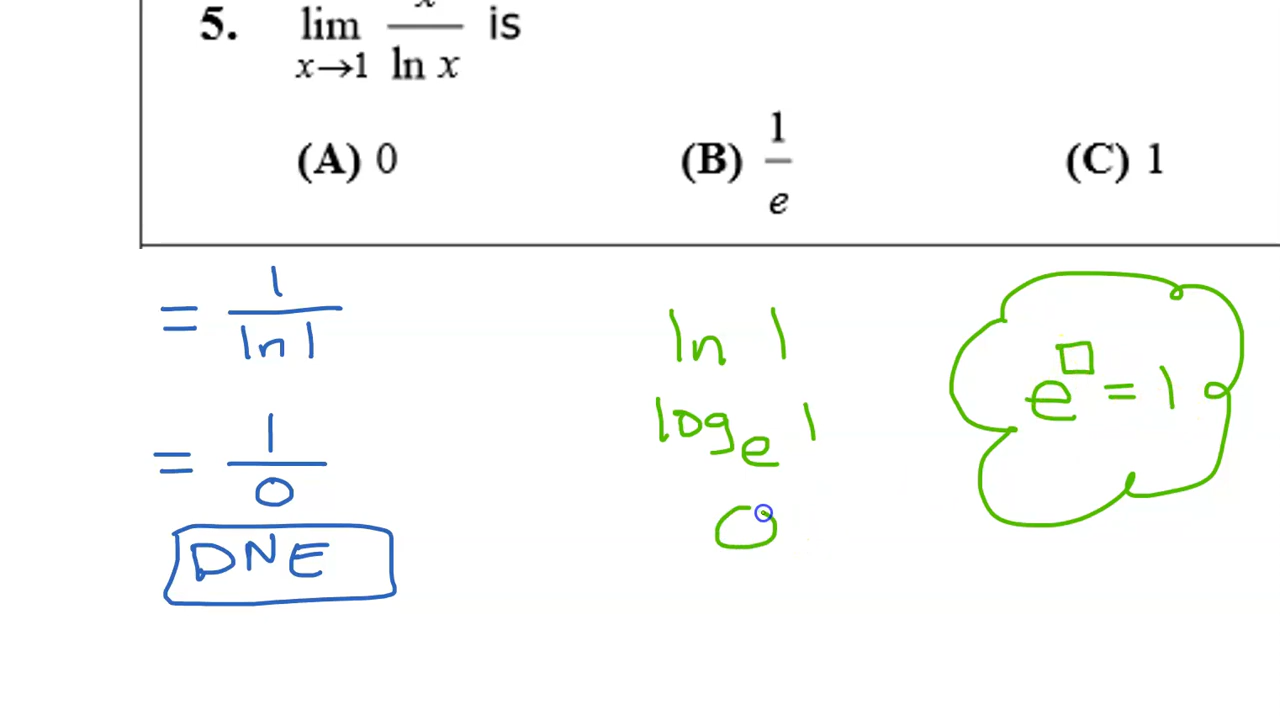 5. lim x→1 x/ln x is
(A) 0 (B) 1/e (C) 1
= 1/ln 1
= 1/0
DNE
ln 1
log_e 1
0
e^□ = 1